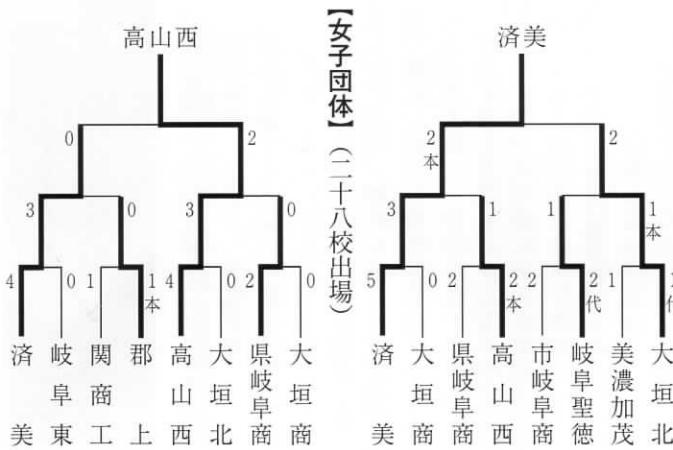 済美
2本
2
3
1
1
1本
5
0
2
2本
2
2代
1
済美
大垣商
県岐阜商
高山西
市岐阜商
岐阜聖徳
美濃加茂
大垣北
【女子団体】(二十八校出場)
高山西
0
2
3
0
3
0
4
0
1
1本
4
0
2
0
済美
岐阜東
関商工
郡上
高山西
大垣北
県岐阜商
大垣商